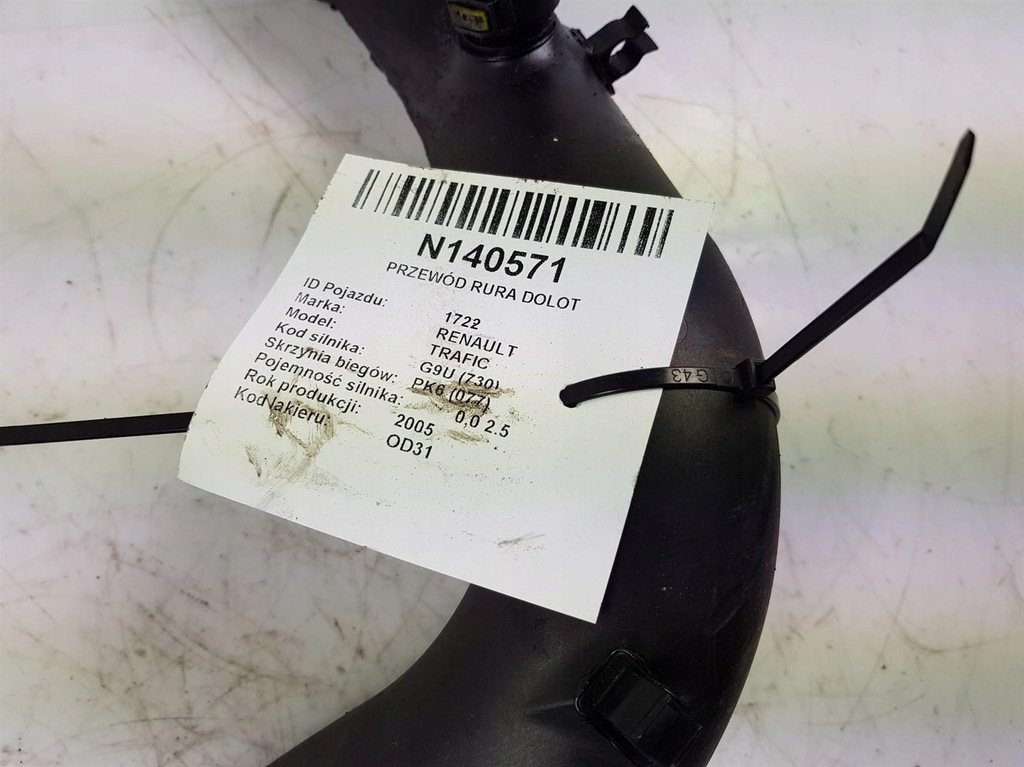 N140571
PRZEWÓD RURA DOLOT
ID Pojazdu: 1722
Marka: RENAULT
Model: TRAFIC
Kod silnika: G9U (730)
Skrzynia biegów: PK6 (077)
Pojemność silnika: 0,0 2.5
Rok produkcji: 2005
Kod lakieru: OD31
G43